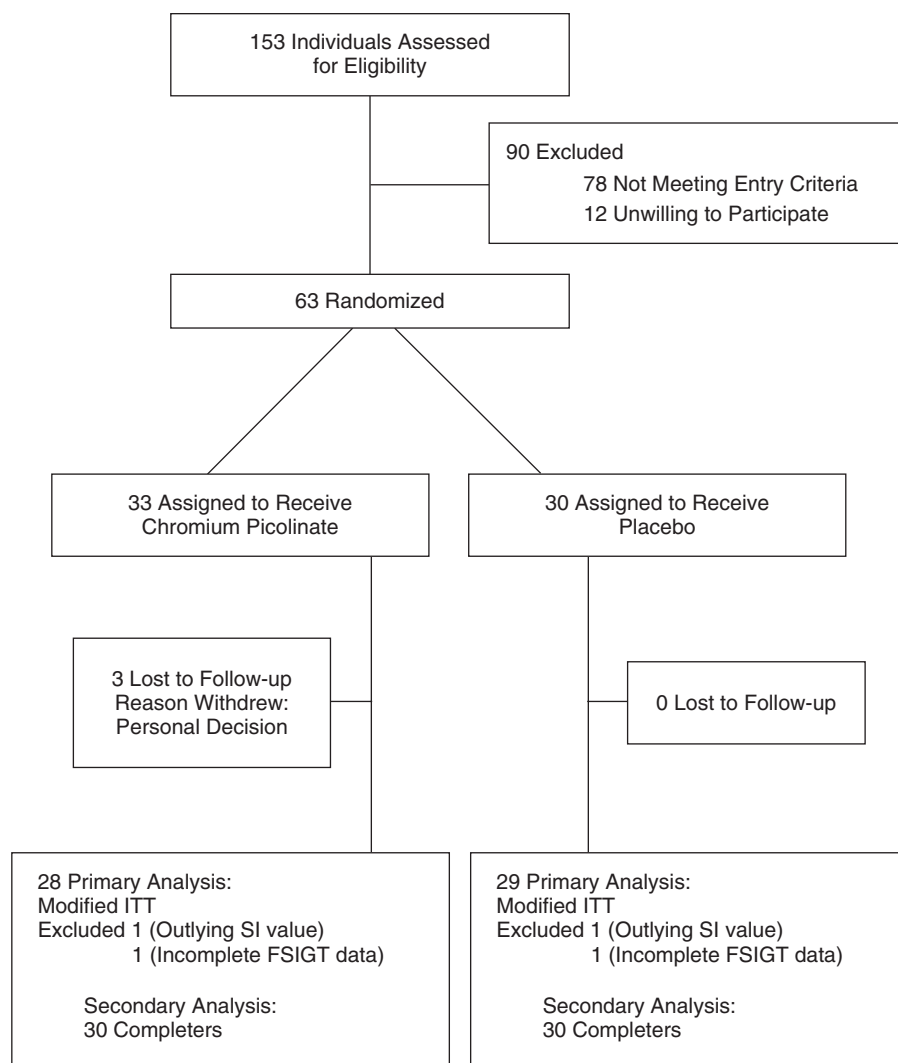 153 Individuals Assessed
for Eligibility
90 Excluded
78 Not Meeting Entry Criteria
12 Unwilling to Participate
63 Randomized
33 Assigned to Receive
Chromium Picolinate
30 Assigned to Receive
Placebo
3 Lost to Follow-up
Reason Withdrew:
Personal Decision
0 Lost to Follow-up
28 Primary Analysis:
Modified ITT
Excluded 1 (Outlying SI value)
1 (Incomplete FSIGT data)
Secondary Analysis:
30 Completers
29 Primary Analysis:
Modified ITT
Excluded 1 (Outlying SI value)
1 (Incomplete FSIGT data)
Secondary Analysis:
30 Completers